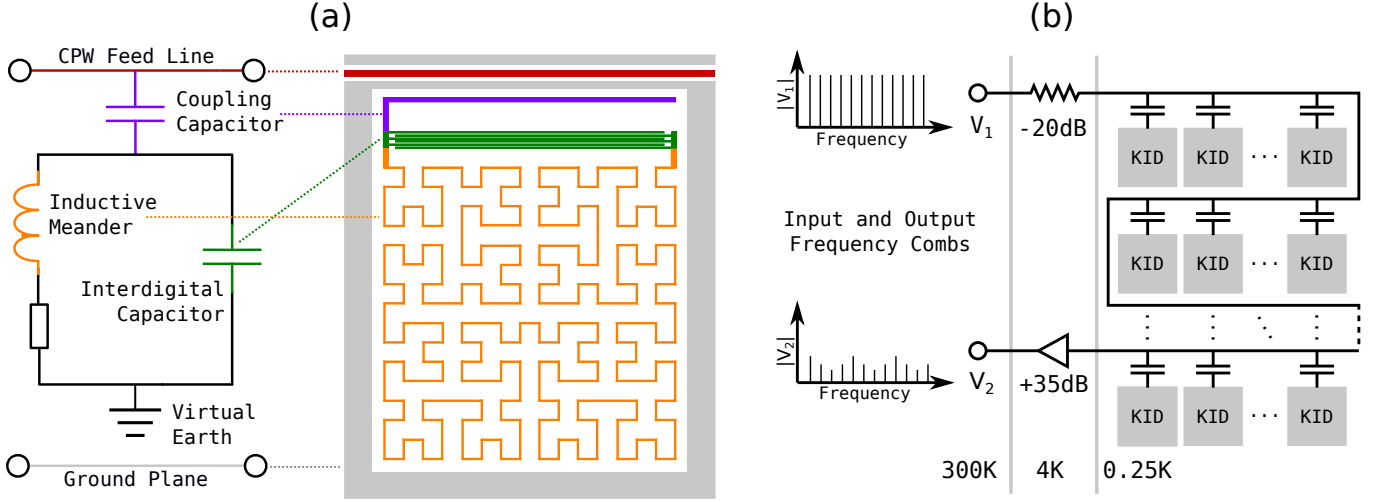 (a)
CPW Feed Line
Coupling
Capacitor
Inductive
Meander
Interdigital
Capacitor
Virtual
Earth
Ground Plane
(b)
|V1|
Frequency
V1
-20dB
KID
KID
...
KID
Input and Output
Frequency Combs
KID
KID
...
KID
|V2|
Frequency
V2
+35dB
KID
KID
...
KID
300K
4K
0.25K